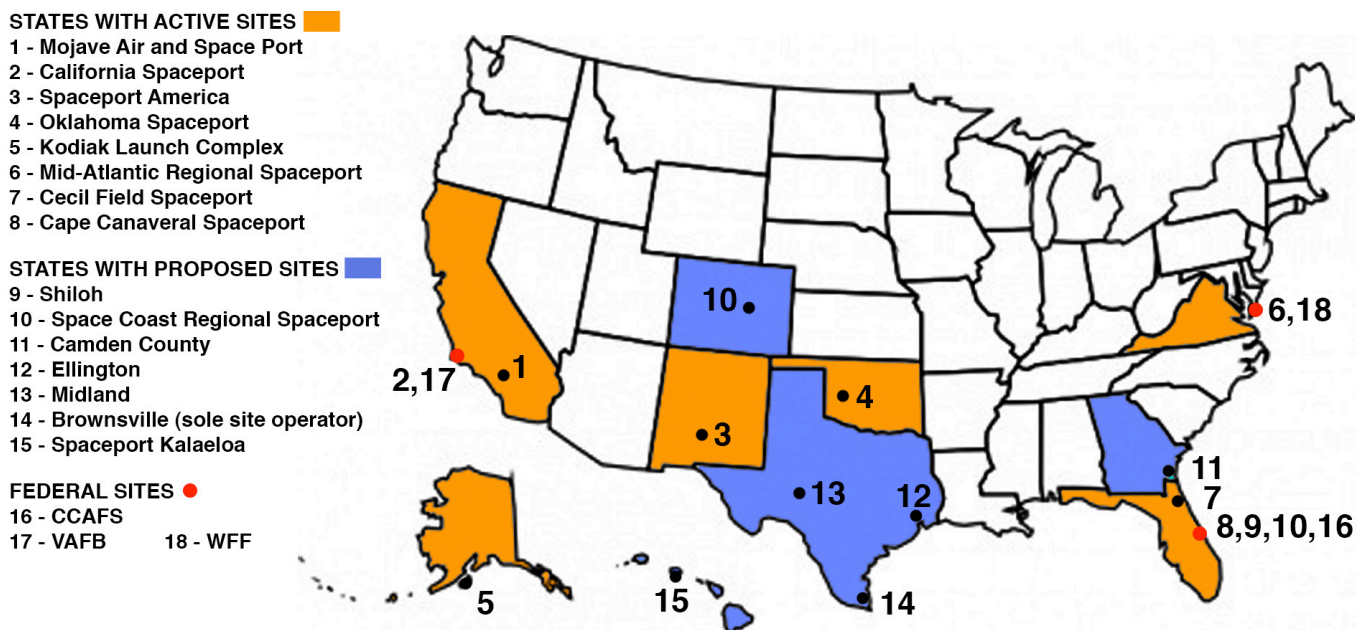 STATES WITH ACTIVE SITES
1 - Mojave Air and Space Port
2 - California Spaceport
3 - Spaceport America
4 - Oklahoma Spaceport
5 - Kodiak Launch Complex
6 - Mid-Atlantic Regional Spaceport
7 - Cecil Field Spaceport
8 - Cape Canaveral Spaceport
STATES WITH PROPOSED SITES
9 - Shiloh
10 - Space Coast Regional Spaceport
11 - Camden County
12 - Ellington
13 - Midland
14 - Brownsville (sole site operator)
15 - Spaceport Kalaeloa
FEDERAL SITES
16 - CCAFS
17 - VAFB 18 - WFF
10
6,18
1
2,17
4
3
11
13
12
7
8,9,10,16
5
15
14